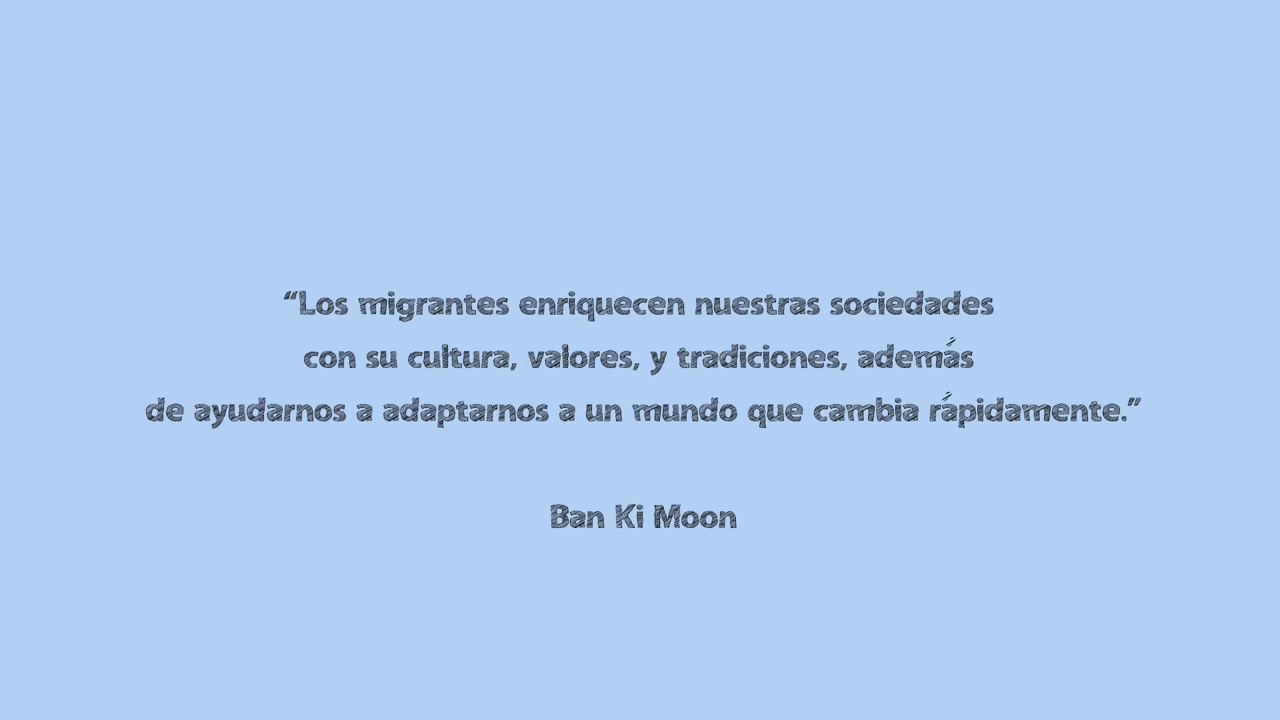 “Los migrantes enriquecen nuestras sociedades
con su cultura, valores, y tradiciones, además
de ayudarnos a adaptarnos a un mundo que cambia rápidamente.”
Ban Ki Moon